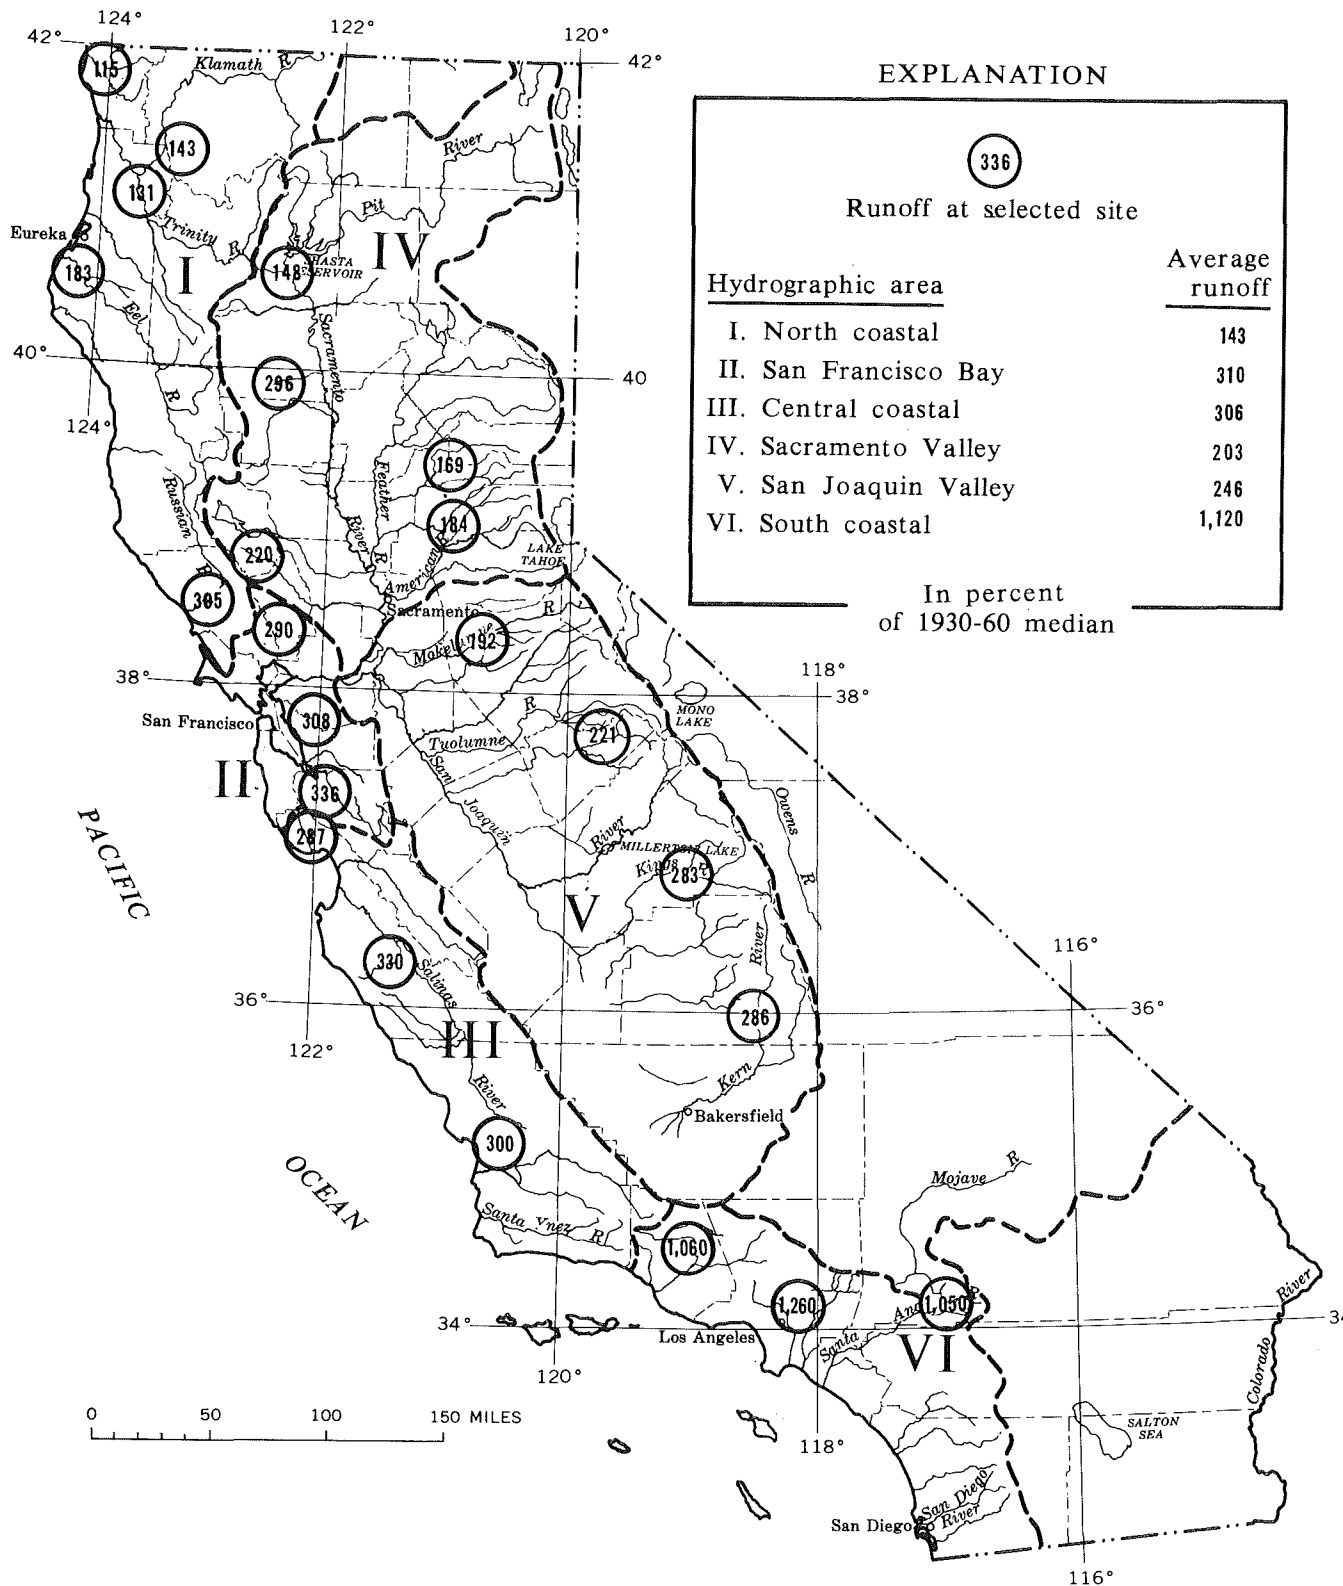 124°
122°
120°
42°
42°
EXPLANATION
336
Runoff at selected site
Hydrographic area
Average
runoff
I. North coastal 143
II. San Francisco Bay 310
III. Central coastal 306
IV. Sacramento Valley 203
V. San Joaquin Valley 246
VI. South coastal 1,120
In percent
of 1930-60 median
115
Klamath R
143
131
River
Pit
Trinity R
Eureka
183
I
IV
148
Eel
R
Sacramento
River
40°
40
124°
296
169
Feather
R
184
Russian
R
220
LAKE
TAHOE
American
R
Sacramento
305
290
192
R
38°
38°
118°
MONO
LAKE
San Francisco
308
Tuolumne
R
221
San
Joaquin
River
II
336
287
Owens
R
PACIFIC
Kings
283
V
River
330
Salinas
River
116°
36°
36°
286
III
122°
Kern
Bakersfield
300
OCEAN
Mojave R
Santa Ynez
R
1,060
1,260
1,050
Santa
R
River
Colorado
34°
34
Los Angeles
VI
120°
0 50 100 150 MILES
118°
SALTON
SEA
San Diego
San Diego
River
116°